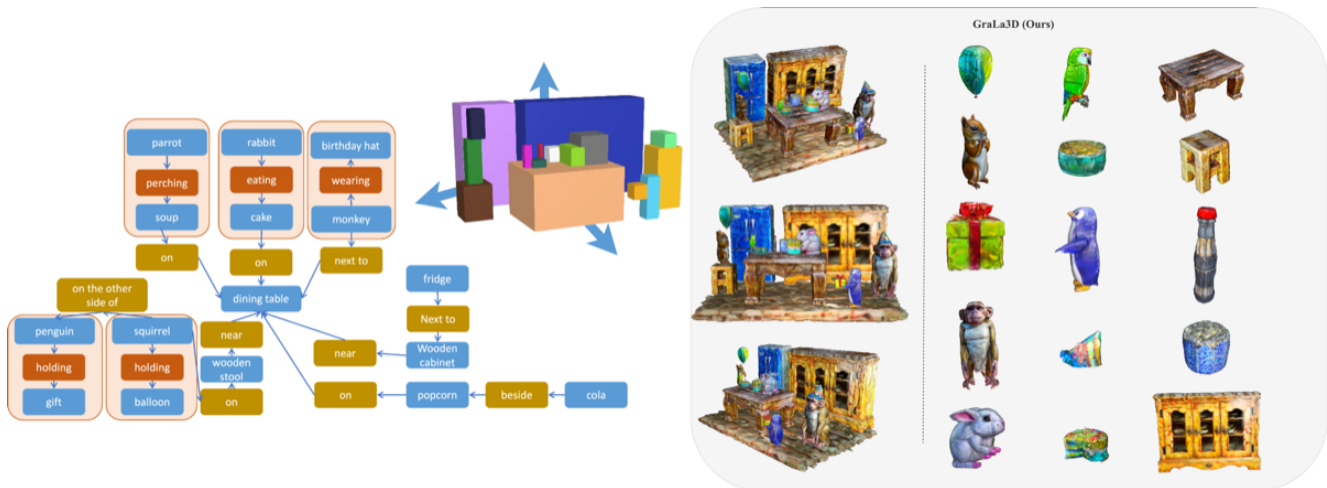 GraLa3D (Ours)
parrot
rabbit
birthday hat
perching
eating
wearing
soup
cake
monkey
on
on
next to
fridge
on the other
side of
dining table
Next to
penguin
squirrel
near
near
Wooden
cabinet
holding
holding
wooden
stool
gift
balloon
on
on
popcorn
beside
cola